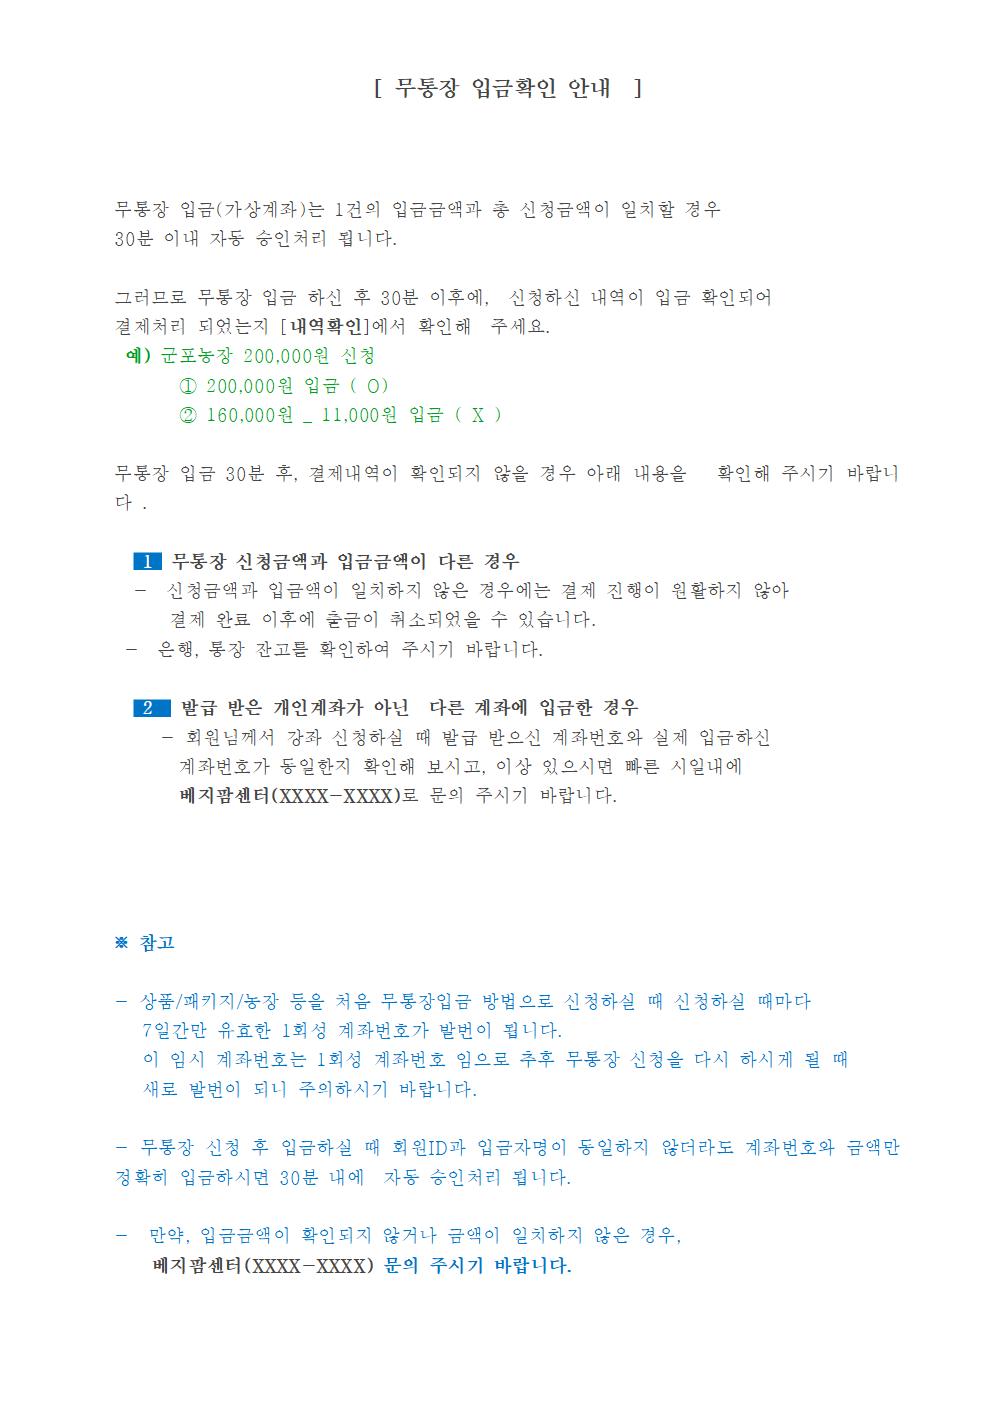 [ 무통장 입금확인 안내 ]
무통장 입금(가상계좌)는 1건의 입금금액과 총 신청금액이 일치할 경우
30분 이내 자동 승인처리 됩니다.
그러므로 무통장 입금 하신 후 30분 이후에, 신청하신 내역이 입금 확인되어
결제처리 되었는지 [내역확인]에서 확인해 주세요.
예) 군포농장 200,000원 신청
① 200,000원 입금 ( O)
② 160,000원 _ 11,000원 입금 ( X )
무통장 입금 30분 후, 결제내역이 확인되지 않을 경우 아래 내용을 확인해 주시기 바랍니
다 .
1 무통장 신청금액과 입금금액이 다른 경우
- 신청금액과 입금액이 일치하지 않은 경우에는 결제 진행이 원활하지 않아
결제 완료 이후에 출금이 취소되었을 수 있습니다.
- 은행, 통장 잔고를 확인하여 주시기 바랍니다.
2 발급 받은 개인계좌가 아닌 다른 계좌에 입금한 경우
- 회원님께서 강좌 신청하실 때 발급 받으신 계좌번호와 실제 입금하신
계좌번호가 동일한지 확인해 보시고, 이상 있으시면 빠른 시일내에
베지팜센터(XXXX-XXXX)로 문의 주시기 바랍니다.
※ 참고
- 상품/패키지/농장 등을 처음 무통장입금 방법으로 신청하실 때 신청하실 때마다
7일간만 유효한 1회성 계좌번호가 발번이 됩니다.
이 임시 계좌번호는 1회성 계좌번호 임으로 추후 무통장 신청을 다시 하시게 될 때
새로 발번이 되니 주의하시기 바랍니다.
- 무통장 신청 후 입금하실 때 회원ID과 입금자명이 동일하지 않더라도 계좌번호와 금액만
정확히 입금하시면 30분 내에 자동 승인처리 됩니다.
- 만약, 입금금액이 확인되지 않거나 금액이 일치하지 않은 경우,
베지팜센터(XXXX-XXXX) 문의 주시기 바랍니다.